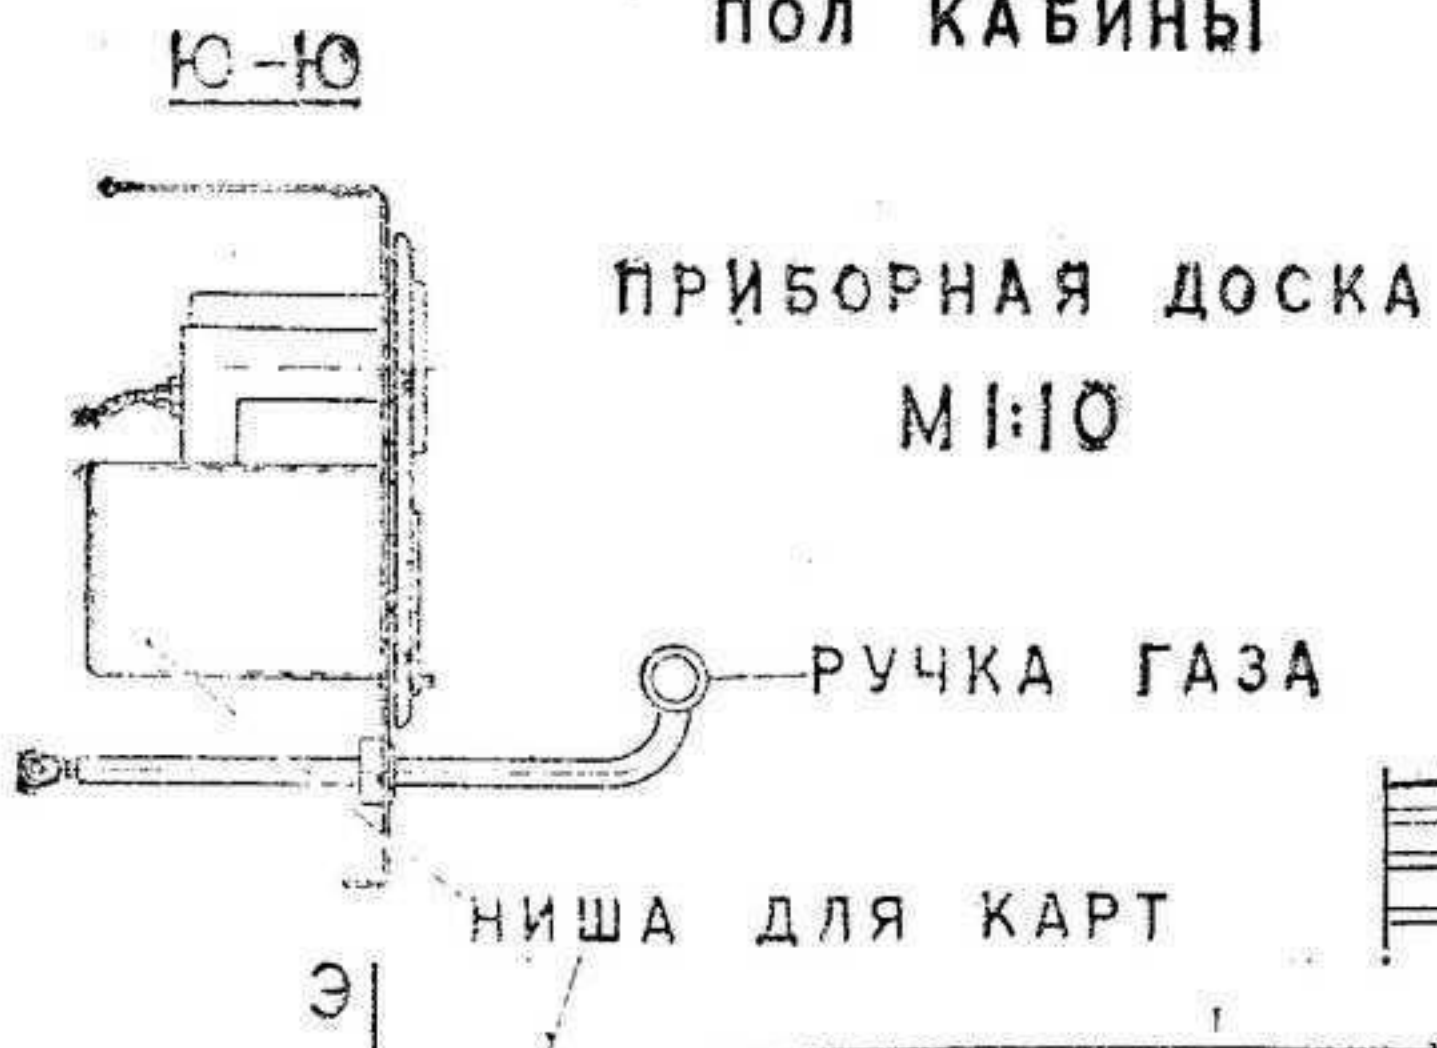 ПОЛ КАБИНЫ
Ю-Ю
ПРИБОРНАЯ ДОСКА
М 1:10
РУЧКА ГАЗА
НИША ДЛЯ КАРТ
Э